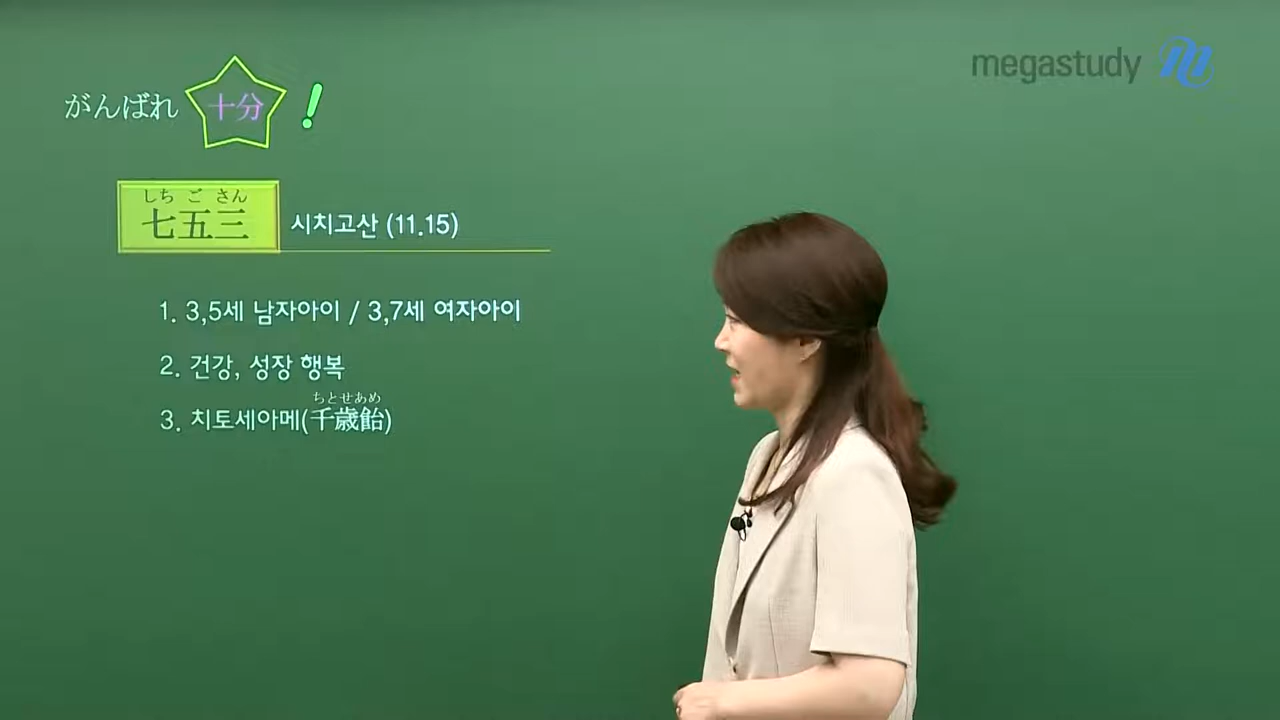 megastudy
がんばれ 十分 !
しち ご さん
七五三 시치고산 (11.15)
1. 3,5세 남자아이 / 3,7세 여자아이
2. 건강, 성장 행복
ちとせあめ
3. 치토세아메(千歳飴)